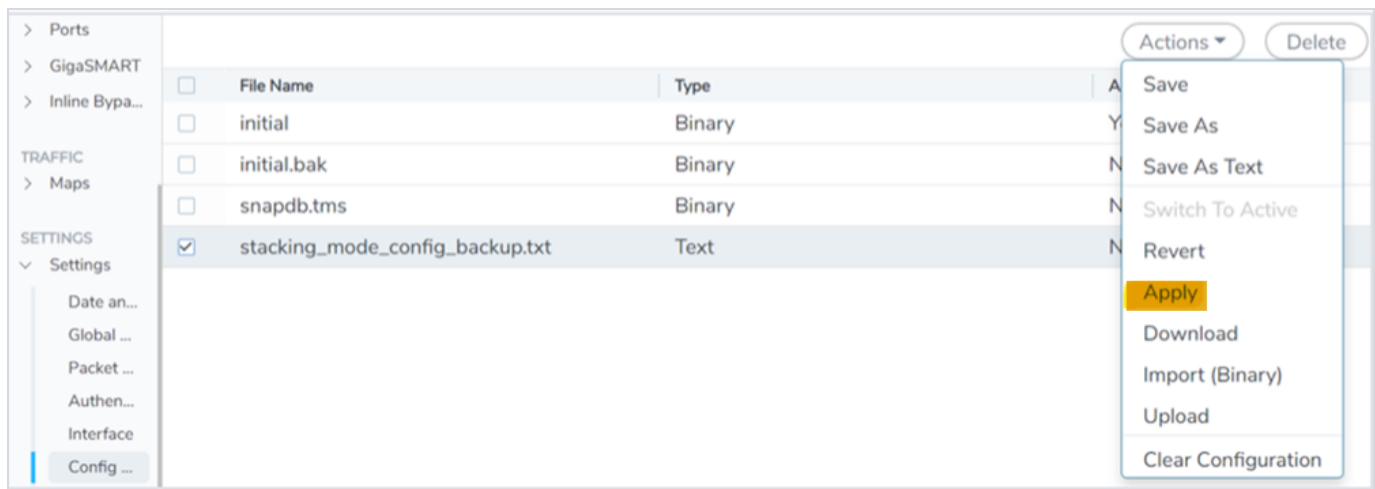 Ports
GigaSMART
Inline Bypa...
TRAFFIC
Maps
SETTINGS
Settings
Date an...
Global ...
Packet ...
Authen...
Interface
Config ...
Actions Delete
File Name Type A
initial Binary Y
initial.bak Binary N
snapdb.tms Binary N
stacking_mode_config_backup.txt Text N
Save
Save As
Save As Text
Switch To Active
Revert
Apply
Download
Import (Binary)
Upload
Clear Configuration